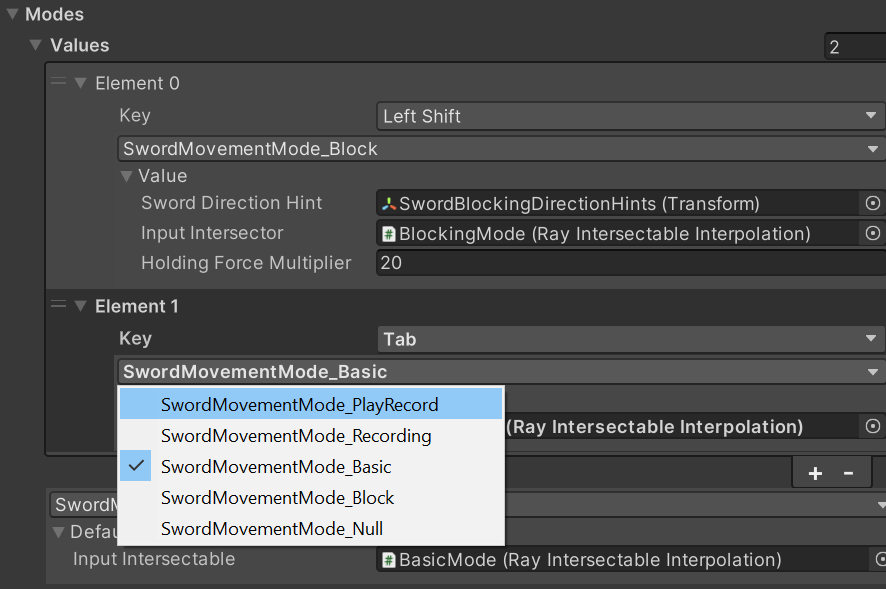 Modes
Values 2
Element 0
Key Left Shift
SwordMovementMode_Block
Value
Sword Direction Hint SwordBlockingDirectionHints (Transform)
Input Intersector BlockingMode (Ray Intersectable Interpolation)
Holding Force Multiplier 20
Element 1
Key Tab
SwordMovementMode_Basic
SwordMovementMode_PlayRecord
SwordMovementMode_Recording
(Ray Intersectable Interpolation)
SwordMovementMode_Basic
+ -
SwordMovementMode_Block
SwordMovementMode_Null
Input Intersectable BasicMode (Ray Intersectable Interpolation)